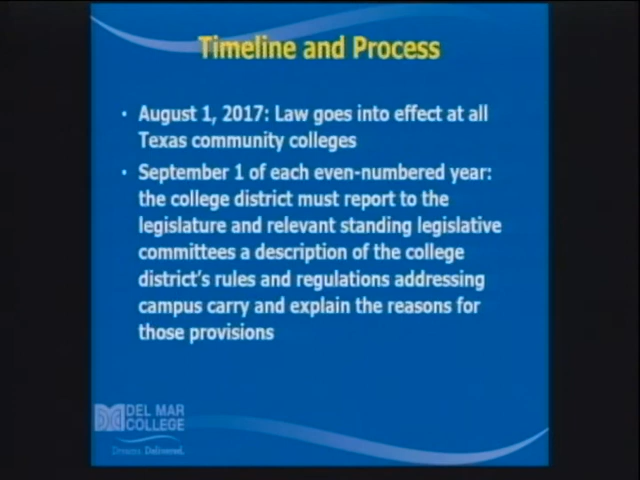 Timeline and Process
• August 1, 2017: Law goes into effect at all
Texas community colleges
• September 1 of each even-numbered year:
the college district must report to the
legislature and relevant standing legislative
committees a description of the college
district's rules and regulations addressing
campus carry and explain the reasons for
those provisions
DEL MAR
COLLEGE
Dreams. Delivered.